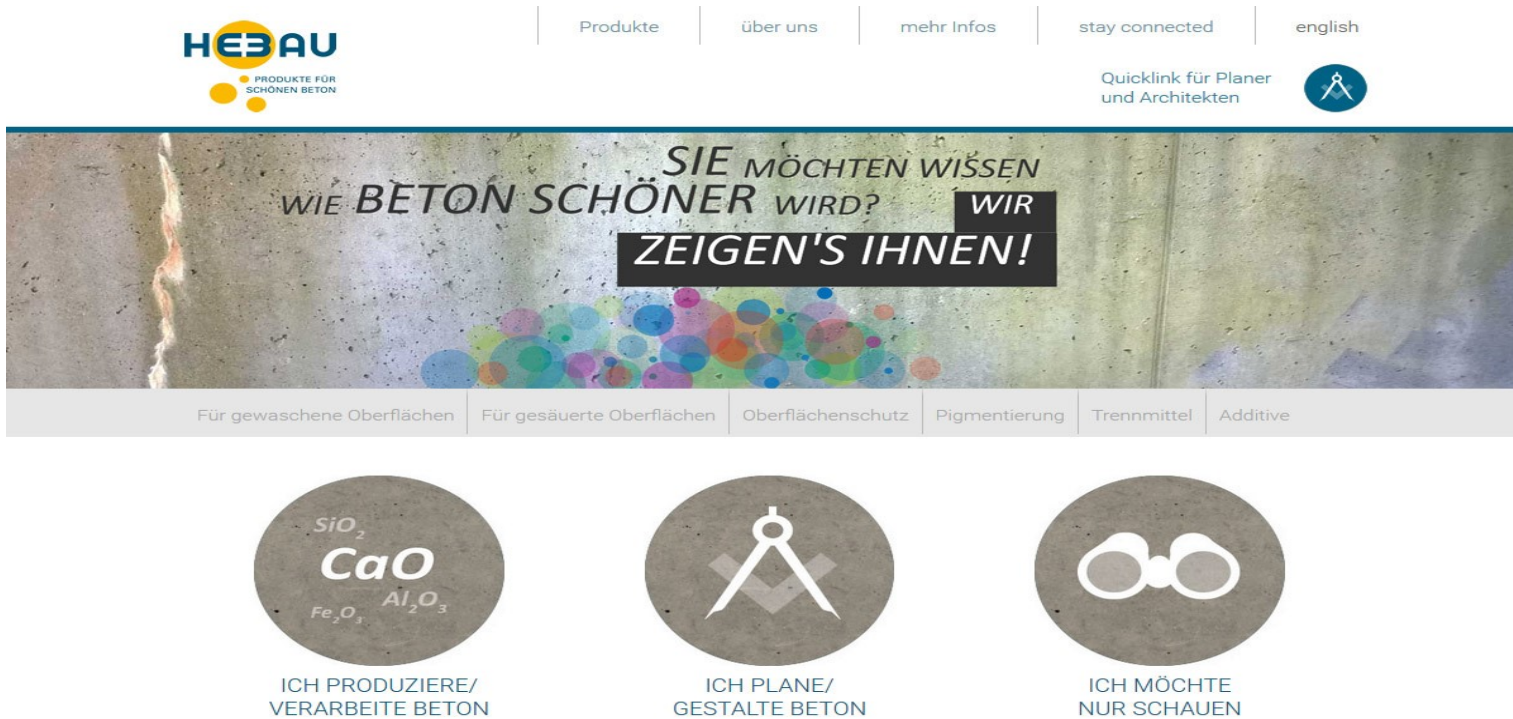 HEBAU
PRODUKTE FÜR
SCHÖNEN BETON
Produkte
über uns
mehr Infos
stay connected
english
Quicklink für Planer
und Architekten
SIE MÖCHTEN WISSEN
WIE BETON SCHÖNER WIRD? WIR
ZEIGEN'S IHNEN!
Für gewaschene Oberflächen
Für gesäuerte Oberflächen
Oberflächenschutz
Pigmentierung
Trennmittel
Additive
SiO₂
CaO
Al₂O₃
Fe₂O₃
ICH PRODUZIERE/
VERARBEITE BETON
ICH PLANE/
GESTALTE BETON
ICH MÖCHTE
NUR SCHAUEN